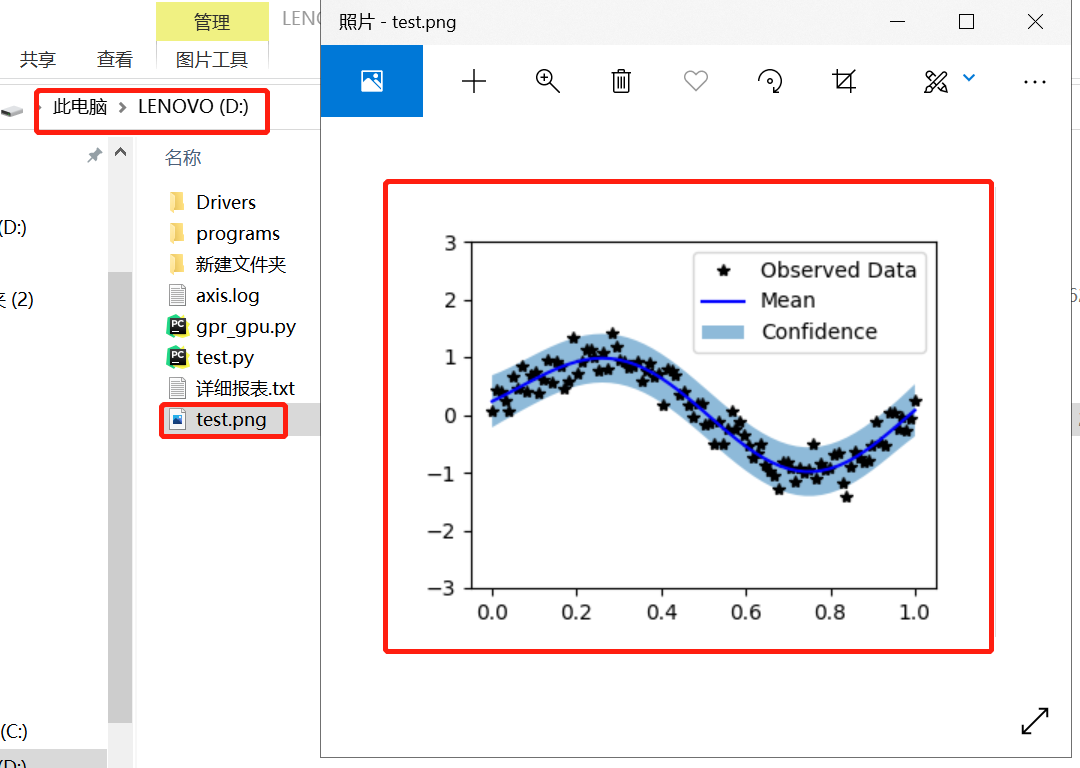 管理
LENO
照片 - test.png
共享
查看
图片工具
此电脑 > LENOVO (D:)
名称
Drivers
(D:)
programs
新建文件夹
(2)
axis.log
gpr_gpu.py
test.py
详细报表.txt
test.png
(C:)
(D:)
Observed Data
Mean
Confidence
3
2
1
0
−1
−2
−3
0.0 0.2 0.4 0.6 0.8 1.0